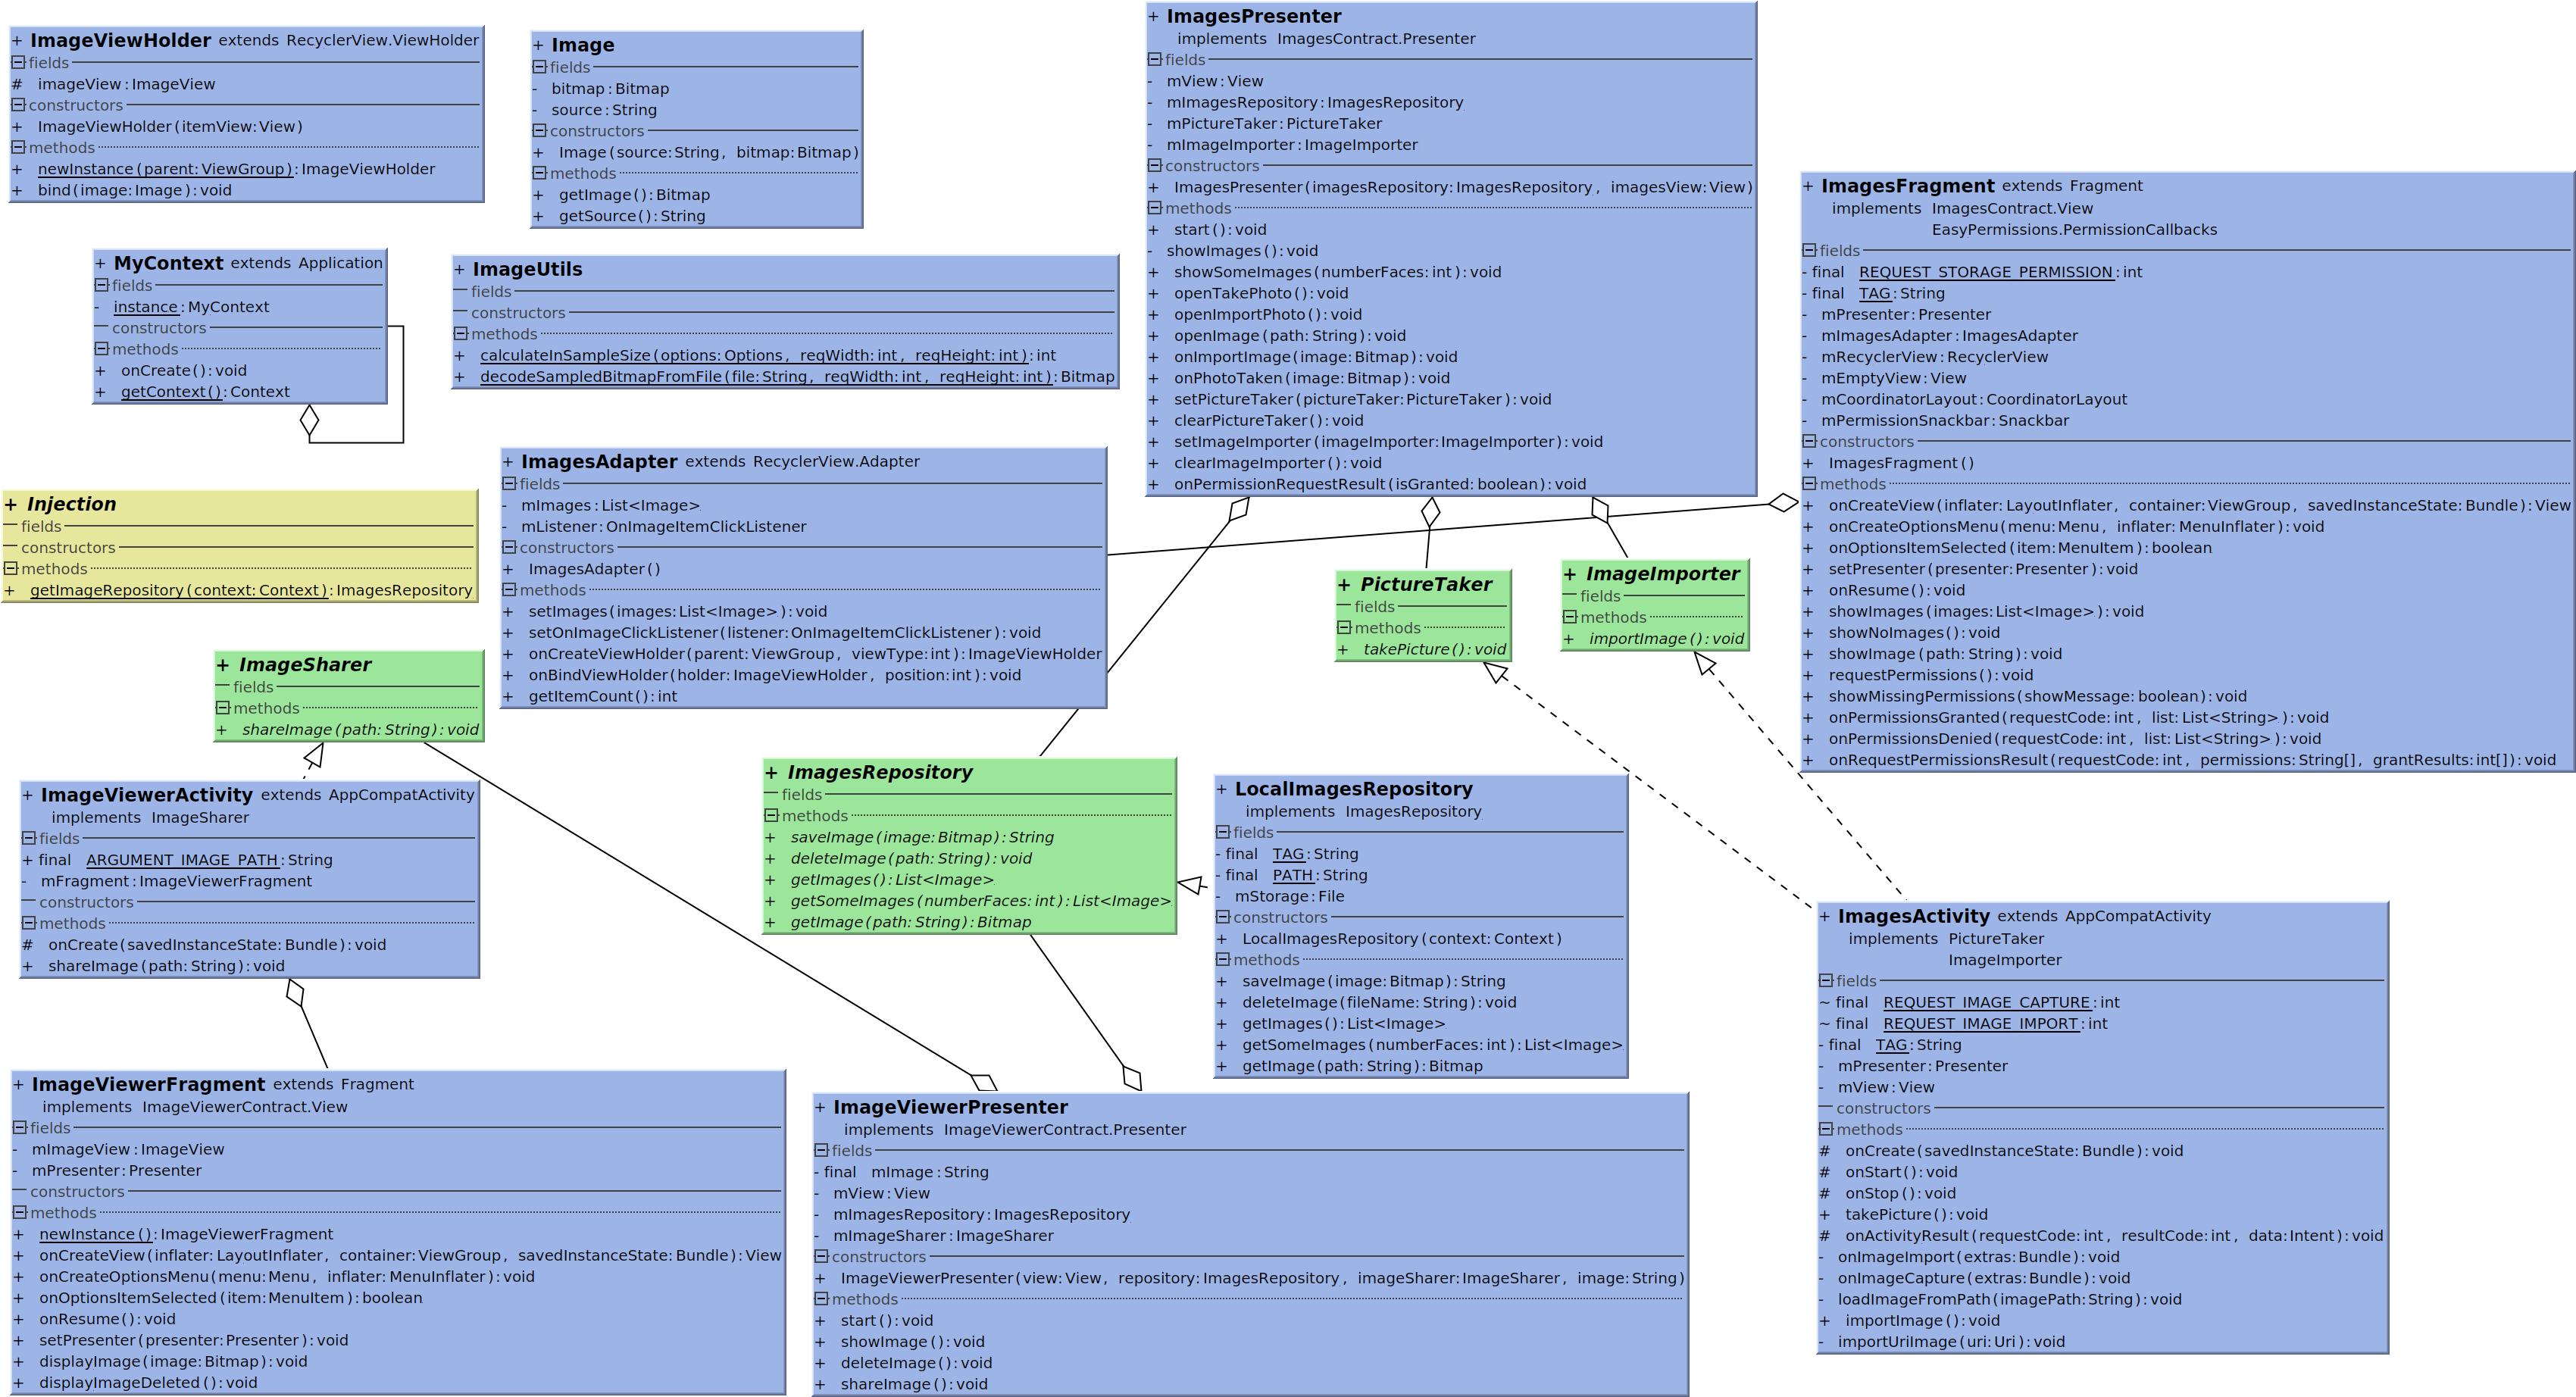 + ImageViewHolder extends RecyclerView.ViewHolder
fields
# imageView:ImageView
constructors
+ ImageViewHolder(itemView:View)
methods
+ newInstance(parent:ViewGroup):ImageViewHolder
+ bind(image:Image):void
+ Image
fields
- bitmap:Bitmap
- source:String
constructors
+ Image(source:String, bitmap:Bitmap)
methods
+ getImage():Bitmap
+ getSource():String
+ ImagesPresenter
implements ImagesContract.Presenter
fields
- mView:View
- mImagesRepository:ImagesRepository
- mPictureTaker:PictureTaker
- mImageImporter:ImageImporter
constructors
+ ImagesPresenter(imagesRepository:ImagesRepository, imagesView:View)
methods
+ start():void
- showImages():void
+ showSomeImages(numberFaces:int):void
+ openTakePhoto():void
+ openImportPhoto():void
+ openImage(path:String):void
+ onImportImage(image:Bitmap):void
+ onPhotoTaken(image:Bitmap):void
+ setPictureTaker(pictureTaker:PictureTaker):void
+ clearPictureTaker():void
+ setImageImporter(imageImporter:ImageImporter):void
+ clearImageImporter():void
+ onPermissionRequestResult(isGranted:boolean):void
+ ImagesFragment extends Fragment
implements ImagesContract.View
EasyPermissions.PermissionCallbacks
fields
- final REQUEST_STORAGE_PERMISSION:int
- final TAG:String
- mPresenter:Presenter
- mImagesAdapter:ImagesAdapter
- mRecyclerView:RecyclerView
- mEmptyView:View
- mCoordinatorLayout:CoordinatorLayout
- mPermissionSnackbar:Snackbar
constructors
+ ImagesFragment()
methods
+ onCreateView(inflater:LayoutInflater, container:ViewGroup, savedInstanceState:Bundle):View
+ onCreateOptionsMenu(menu:Menu, inflater:MenuInflater):void
+ onOptionsItemSelected(item:MenuItem):boolean
+ setPresenter(presenter:Presenter):void
+ onResume():void
+ showImages(images:List<Image>):void
+ showNoImages():void
+ showImage(path:String):void
+ requestPermissions():void
+ showMissingPermissions(showMessage:boolean):void
+ onPermissionsGranted(requestCode:int, list:List<String>):void
+ onPermissionsDenied(requestCode:int, list:List<String>):void
+ onRequestPermissionsResult(requestCode:int, permissions:String[], grantResults:int[]):void
+ MyContext extends Application
fields
- instance:MyContext
constructors
methods
+ onCreate():void
+ getContext():Context
+ ImageUtils
fields
constructors
methods
+ calculateInSampleSize(options:Options, reqWidth:int, reqHeight:int):int
+ decodeSampledBitmapFromFile(file:String, reqWidth:int, reqHeight:int):Bitmap
+ Injection
fields
constructors
methods
+ getImageRepository(context:Context):ImagesRepository
+ ImagesAdapter extends RecyclerView.Adapter
fields
- mImages:List<Image>
- mListener:OnImageItemClickListener
constructors
+ ImagesAdapter()
methods
+ setImages(images:List<Image>):void
+ setOnImageClickListener(listener:OnImageItemClickListener):void
+ onCreateViewHolder(parent:ViewGroup, viewType:int):ImageViewHolder
+ onBindViewHolder(holder:ImageViewHolder, position:int):void
+ getItemCount():int
+ PictureTaker
fields
methods
+ takePicture():void
+ ImageImporter
fields
methods
+ importImage():void
+ ImageSharer
fields
methods
+ shareImage(path:String):void
+ ImageViewerActivity extends AppCompatActivity
implements ImageSharer
fields
+ final ARGUMENT_IMAGE_PATH:String
- mFragment:ImageViewerFragment
constructors
methods
# onCreate(savedInstanceState:Bundle):void
+ shareImage(path:String):void
+ ImagesRepository
fields
methods
+ saveImage(image:Bitmap):String
+ deleteImage(path:String):void
+ getImages():List<Image>
+ getSomeImages(numberFaces:int):List<Image>
+ getImage(path:String):Bitmap
+ LocalImagesRepository
implements ImagesRepository
fields
- final TAG:String
- final PATH:String
- mStorage:File
constructors
+ LocalImagesRepository(context:Context)
methods
+ saveImage(image:Bitmap):String
+ deleteImage(fileName:String):void
+ getImages():List<Image>
+ getSomeImages(numberFaces:int):List<Image>
+ getImage(path:String):Bitmap
+ ImagesActivity extends AppCompatActivity
implements PictureTaker
ImageImporter
fields
~ final REQUEST_IMAGE_CAPTURE:int
~ final REQUEST_IMAGE_IMPORT:int
- final TAG:String
- mPresenter:Presenter
- mView:View
constructors
methods
# onCreate(savedInstanceState:Bundle):void
# onStart():void
# onStop():void
+ takePicture():void
# onActivityResult(requestCode:int, resultCode:int, data:Intent):void
- onImageImport(extras:Bundle):void
- onImageCapture(extras:Bundle):void
- loadImageFromPath(imagePath:String):void
+ importImage():void
- importUriImage(uri:Uri):void
+ ImageViewerFragment extends Fragment
implements ImageViewerContract.View
fields
- mImageView:ImageView
- mPresenter:Presenter
constructors
methods
+ newInstance():ImageViewerFragment
+ onCreateView(inflater:LayoutInflater, container:ViewGroup, savedInstanceState:Bundle):View
+ onCreateOptionsMenu(menu:Menu, inflater:MenuInflater):void
+ onOptionsItemSelected(item:MenuItem):boolean
+ onResume():void
+ setPresenter(presenter:Presenter):void
+ displayImage(image:Bitmap):void
+ displayImageDeleted():void
+ ImageViewerPresenter
implements ImageViewerContract.Presenter
fields
- final mImage:String
- mView:View
- mImagesRepository:ImagesRepository
- mImageSharer:ImageSharer
constructors
+ ImageViewerPresenter(view:View, repository:ImagesRepository, imageSharer:ImageSharer, image:String)
methods
+ start():void
+ showImage():void
+ deleteImage():void
+ shareImage():void